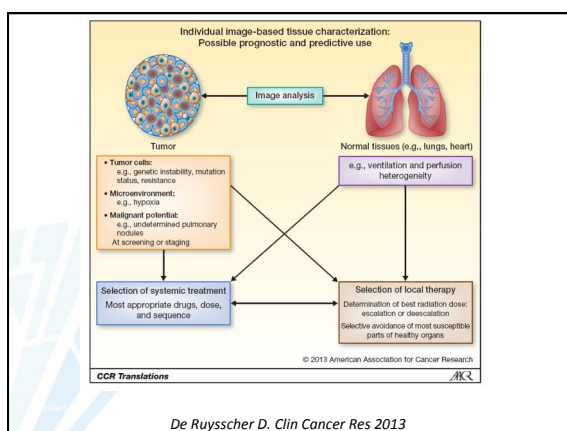 Individual image-based tissue characterization:
Possible prognostic and predictive use
Image analysis
Tumor
Normal tissues (e.g., lungs, heart)
• Tumor cells:
e.g., genetic instability, mutation
status, resistance
• Microenvironment:
e.g., hypoxia
• Malignant potential:
e.g., undetermined pulmonary
nodules
At screening or staging
e.g., ventilation and perfusion
heterogeneity
Selection of systemic treatment
Most appropriate drugs, dose,
and sequence
Selection of local therapy
Determination of best radiation dose:
escalation or deescalation
Selective avoidance of most susceptible
parts of healthy organs
© 2013 American Association for Cancer Research
CCR Translations
AACR
De Ruysscher D. Clin Cancer Res 2013